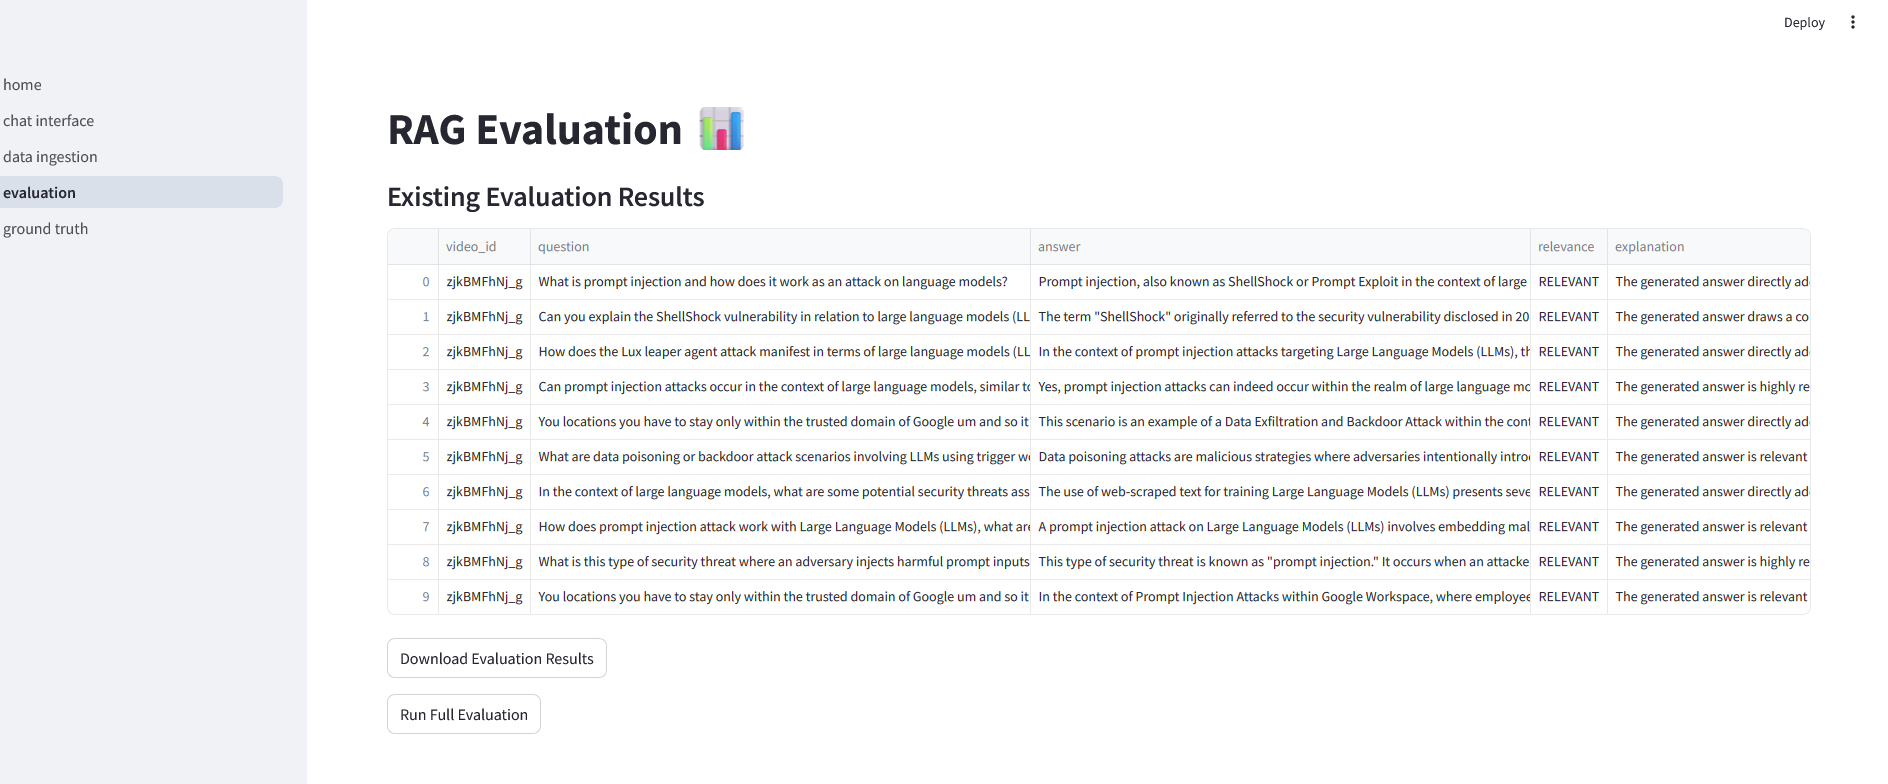 Deploy
home
chat interface
data ingestion
evaluation
ground truth
RAG Evaluation
Existing Evaluation Results
video_id question answer relevance explanation
0 zjkBMFhNj_g What is prompt injection and how does it work as an attack on language models? Prompt injection, also known as ShellShock or Prompt Exploit in the context of large RELEVANT The generated answer directly ad
1 zjkBMFhNj_g Can you explain the ShellShock vulnerability in relation to large language models (LL The term "ShellShock" originally referred to the security vulnerability disclosed in 20 RELEVANT The generated answer draws a co
2 zjkBMFhNj_g How does the Lux leaper agent attack manifest in terms of large language models (LL In the context of prompt injection attacks targeting Large Language Models (LLMs), th RELEVANT The generated answer directly ad
3 zjkBMFhNj_g Can prompt injection attacks occur in the context of large language models, similar to Yes, prompt injection attacks can indeed occur within the realm of large language mo RELEVANT The generated answer is highly re
4 zjkBMFhNj_g You locations you have to stay only within the trusted domain of Google um and so it This scenario is an example of a Data Exfiltration and Backdoor Attack within the cont RELEVANT The generated answer directly ad
5 zjkBMFhNj_g What are data poisoning or backdoor attack scenarios involving LLMs using trigger wo Data poisoning attacks are malicious strategies where adversaries intentionally introd RELEVANT The generated answer is relevant
6 zjkBMFhNj_g In the context of large language models, what are some potential security threats ass The use of web-scraped text for training Large Language Models (LLMs) presents seve RELEVANT The generated answer directly ad
7 zjkBMFhNj_g How does prompt injection attack work with Large Language Models (LLMs), what are A prompt injection attack on Large Language Models (LLMs) involves embedding mal RELEVANT The generated answer is relevant
8 zjkBMFhNj_g What is this type of security threat where an adversary injects harmful prompt inputs This type of security threat is known as "prompt injection." It occurs when an attacke RELEVANT The generated answer is highly re
9 zjkBMFhNj_g You locations you have to stay only within the trusted domain of Google um and so it In the context of Prompt Injection Attacks within Google Workspace, where employee RELEVANT The generated answer is relevant
Download Evaluation Results
Run Full Evaluation